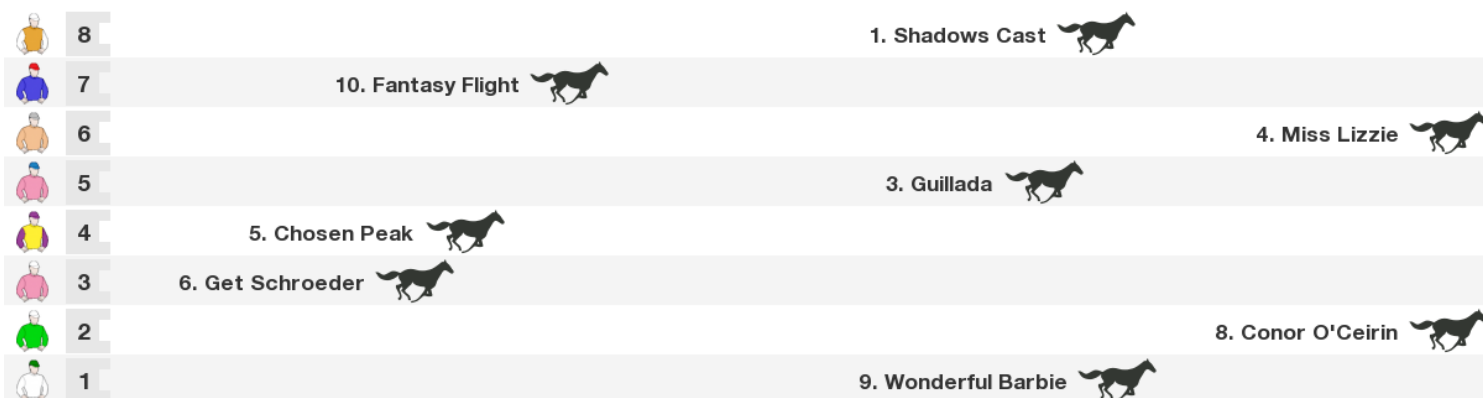 8 1. Shadows Cast
7 10. Fantasy Flight
6 4. Miss Lizzie
5 3. Guillada
4 5. Chosen Peak
3 6. Get Schroeder
2 8. Conor O'Ceirin
1 9. Wonderful Barbie